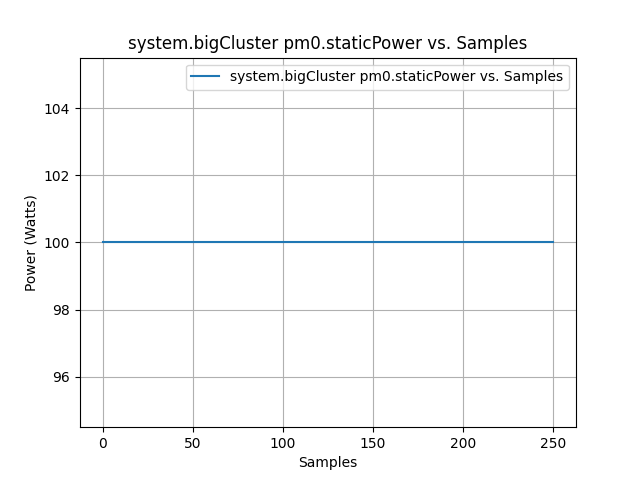 system.bigCluster pm0.staticPower vs. Samples
system.bigCluster pm0.staticPower vs. Samples
104
102
100
98
96
Power (Watts)
0 50 100 150 200 250
Samples